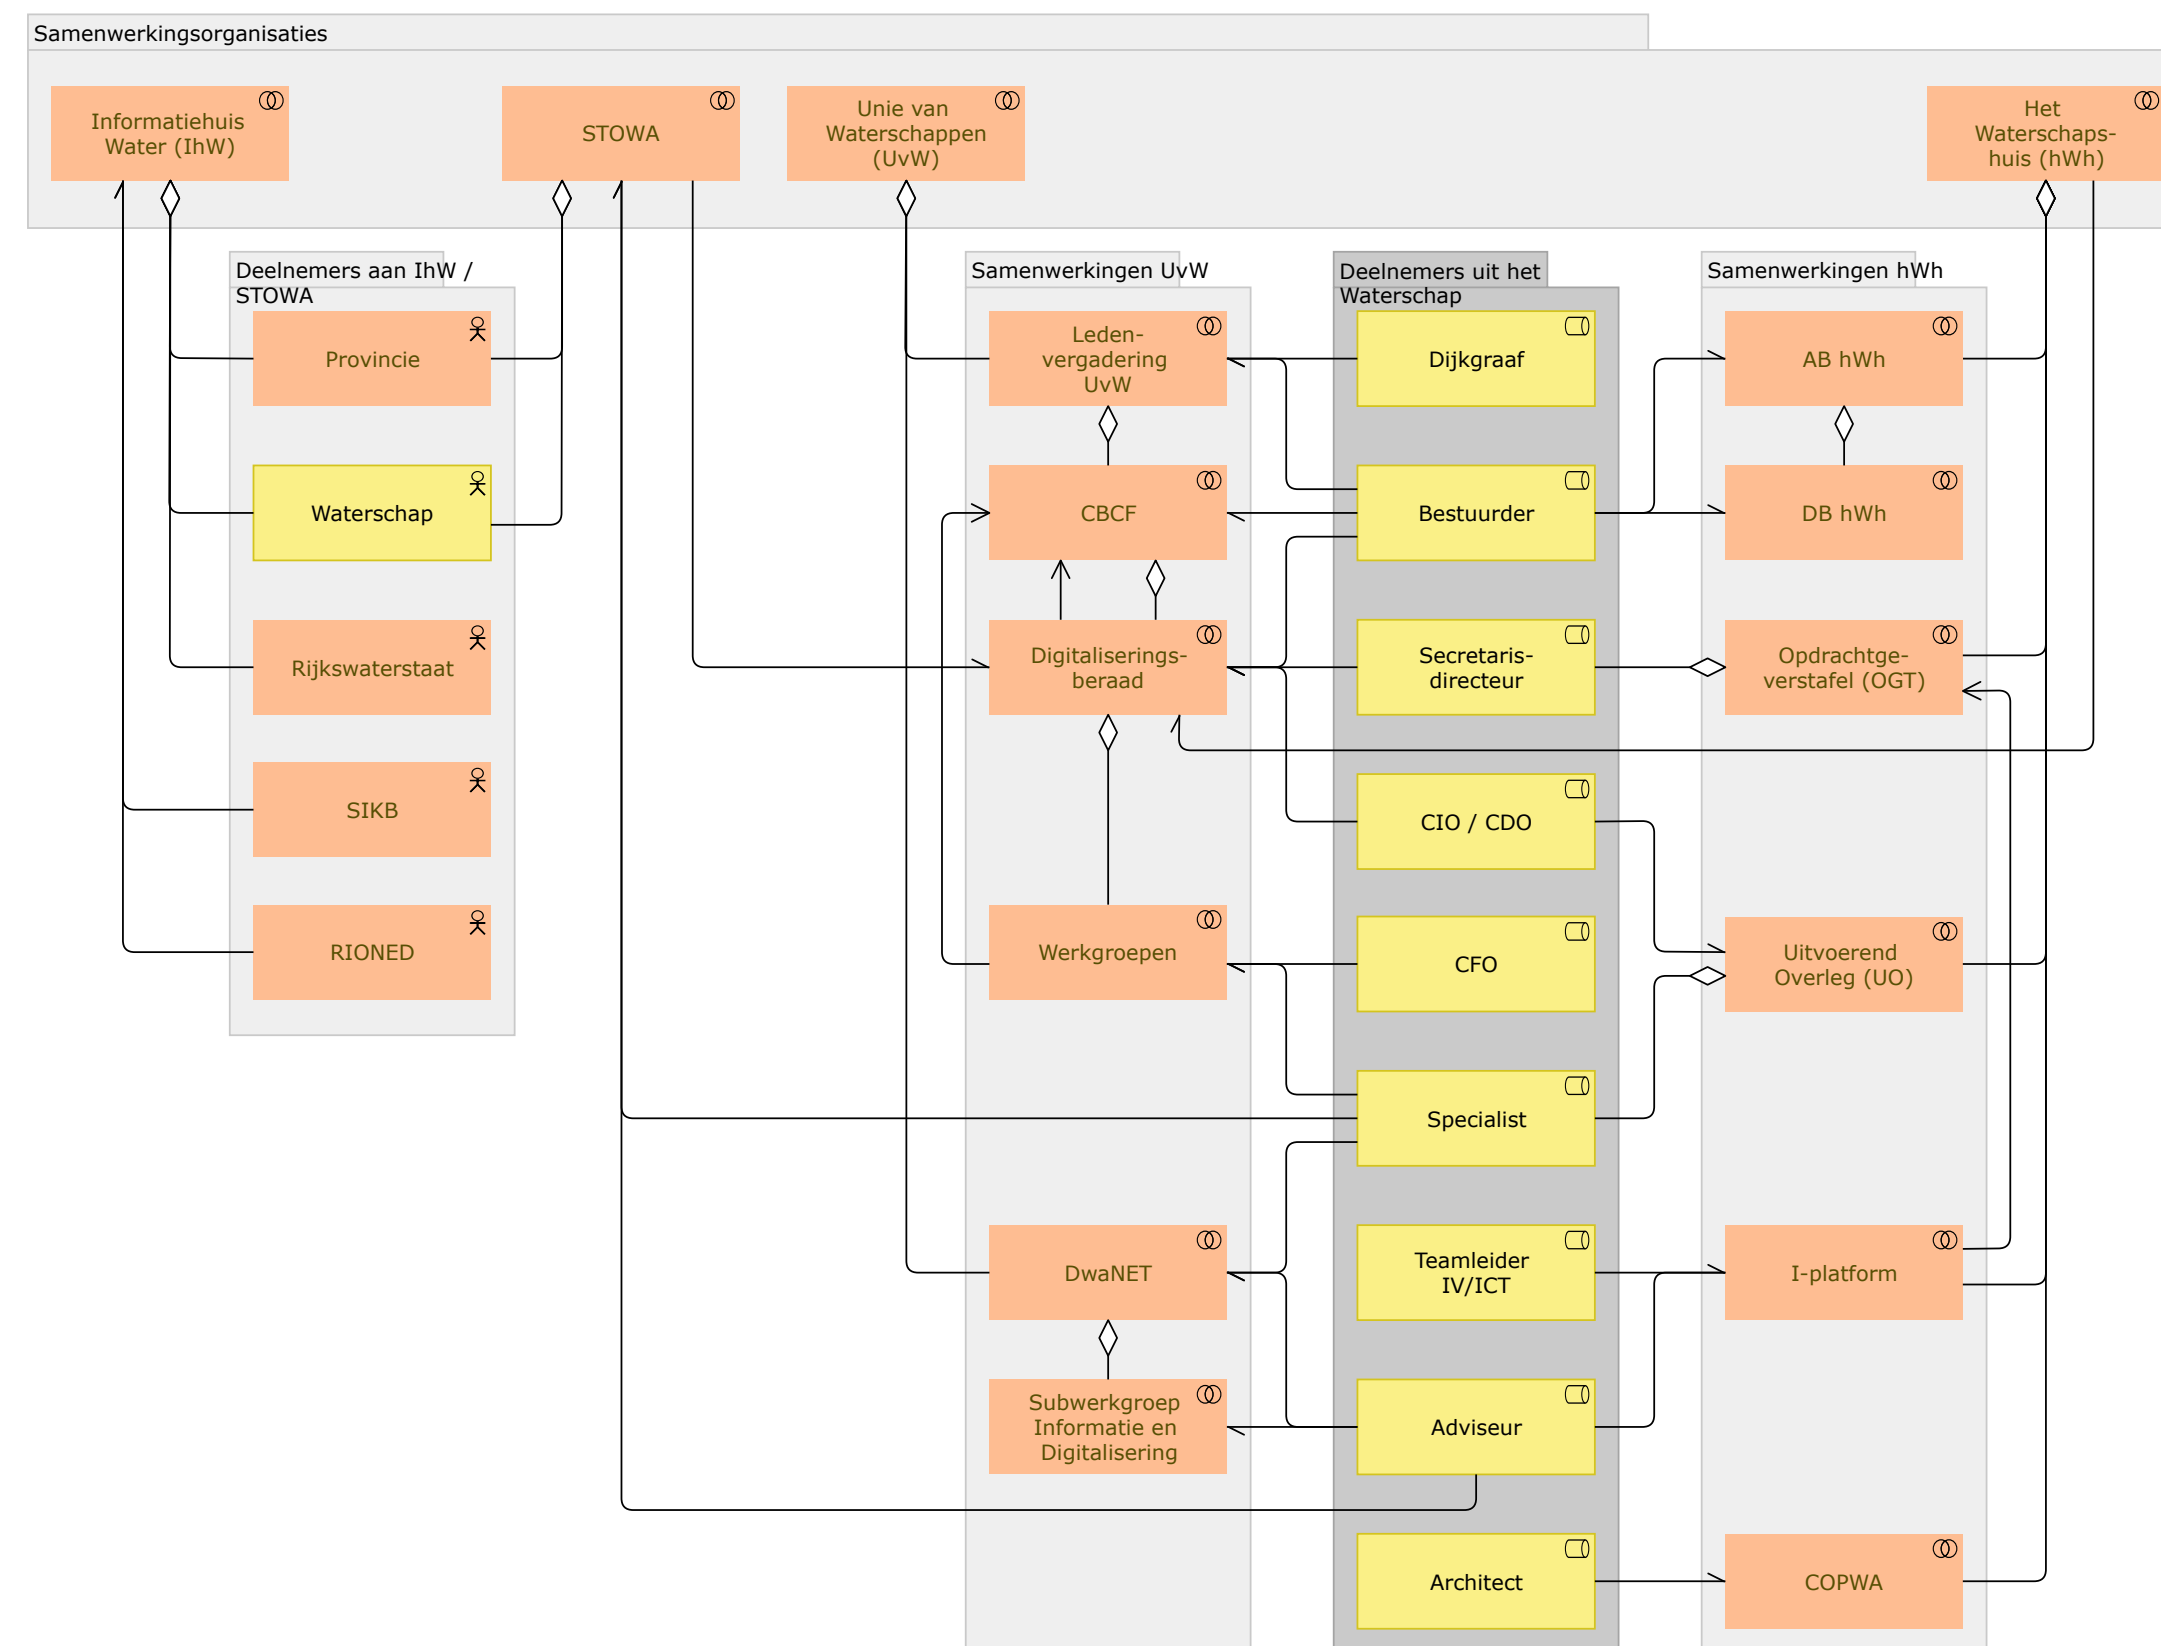 Samenwerkingsorganisaties
Informatiehuis
Water (IhW)
STOWA
Unie van
Waterschappen
(UvW)
Het
Waterschaps-
huis (hWh)
Deelnemers aan IhW /
STOWA
Provincie
Waterschap
Rijkswaterstaat
SIKB
RIONED
Samenwerkingen UvW
Leden-
vergadering
UvW
CBCF
Digitaliserings-
beraad
Werkgroepen
DwaNET
Subwerkgroep
Informatie en
Digitalisering
Deelnemers uit het
Waterschap
Dijkgraaf
Bestuurder
Secretaris-
directeur
CIO / CDO
CFO
Specialist
Teamleider
IV/ICT
Adviseur
Architect
Samenwerkingen hWh
AB hWh
DB hWh
Opdrachtge-
verstafel (OGT)
Uitvoerend
Overleg (UO)
I-platform
COPWA